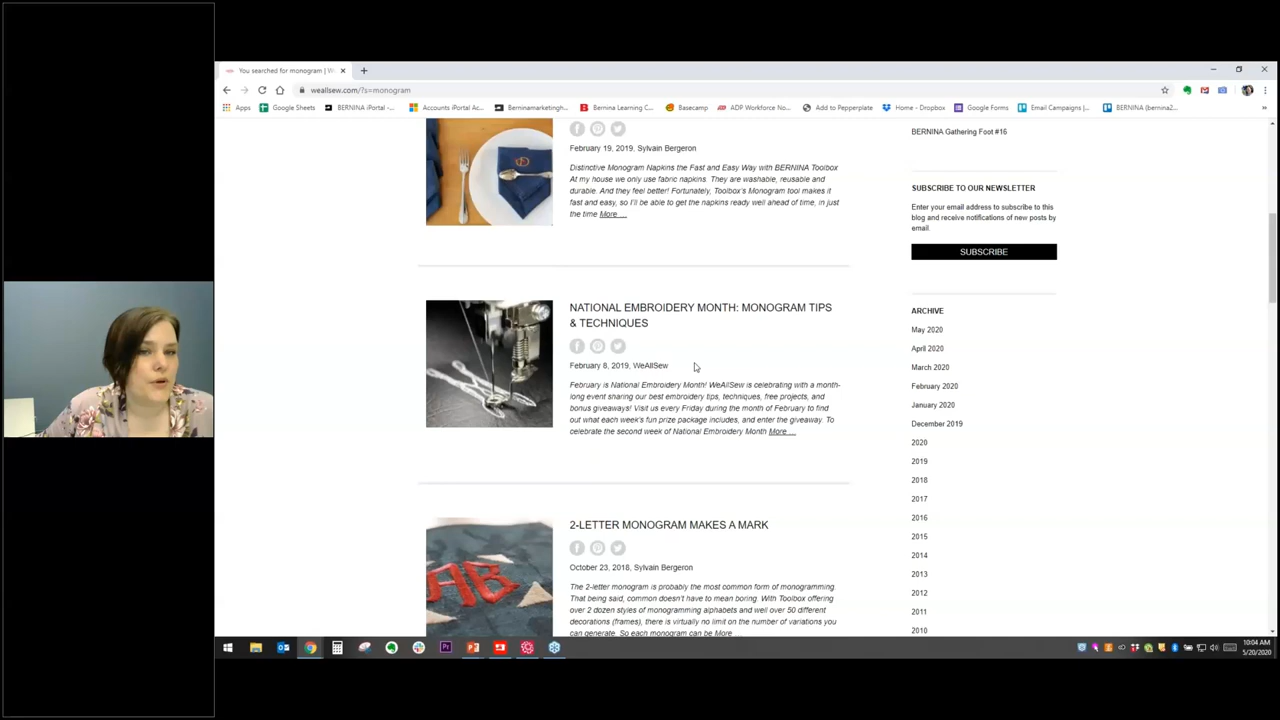 You searched for monogram | W
weallsew.com/?s=monogram
Apps
Google Sheets
BERNINA iPortal -...
Accounts iPortal Ac...
Berninamarketingh...
Bernina Learning C...
Basecamp
ADP Workforce No...
Add to Pepperplate
Home - Dropbox
Google Forms
Email Campaigns |...
BERNINA (bernina2...
February 19, 2019, Sylvain Bergeron
Distinctive Monogram Napkins the Fast and Easy Way with BERNINA Toolbox
At my house we only use fabric napkins. They are washable, reusable and
durable. And they feel better! Fortunately, Toolbox's Monogram tool makes it
fast and easy, so I'll be able to get the napkins ready well ahead of time, in just
the time More ...
NATIONAL EMBROIDERY MONTH: MONOGRAM TIPS
& TECHNIQUES
February 8, 2019, WeAllSew
February is National Embroidery Month! WeAllSew is celebrating with a month-
long event sharing our best embroidery tips, techniques, free projects, and
bonus giveaways! Visit us every Friday during the month of February to find
out what each week's fun prize package includes, and enter the giveaway. To
celebrate the second week of National Embroidery Month More ...
2-LETTER MONOGRAM MAKES A MARK
AB
October 23, 2018, Sylvain Bergeron
The 2-letter monogram is probably the most common form of monogramming.
That being said, common doesn't have to mean boring. With Toolbox offering
over 2 dozen styles of monogramming alphabets and well over 50 different
decorations (frames), there is virtually no limit on the number of variations you
can generate. So each monogram can be More ...
BERNINA Gathering Foot #16
SUBSCRIBE TO OUR NEWSLETTER
Enter your email address to subscribe to this
blog and receive notifications of new posts by
email
SUBSCRIBE
ARCHIVE
May 2020
April 2020
March 2020
February 2020
January 2020
December 2019
2020
2019
2018
2017
2016
2015
2014
2013
2012
2011
2010
10:04 AM
5/20/2020